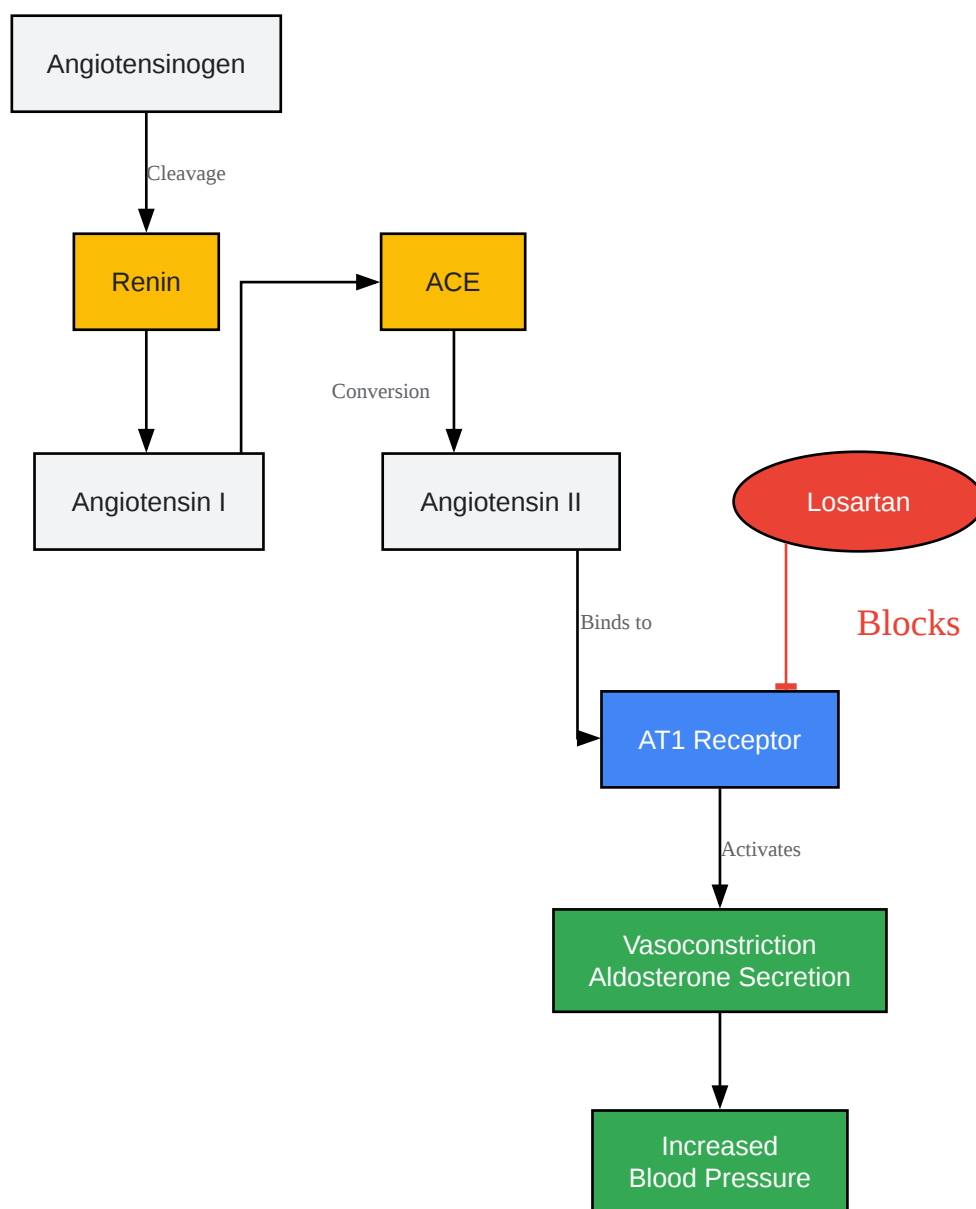 Angiotensinogen
Cleavage
Renin
ACE
Conversion
Angiotensin I
Angiotensin II
Losartan
Binds to
Blocks
AT1 Receptor
Activates
Vasoconstriction
Aldosterone Secretion
Increased
Blood Pressure